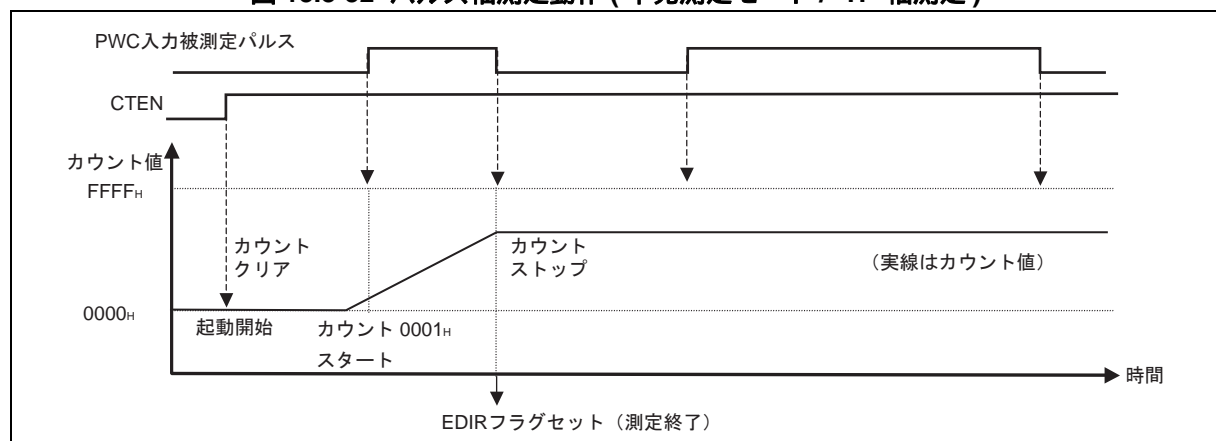 PWC入力被測定パルス
CTEN
カウント値
FFFFH
カウント
クリア
カウント
ストップ
（実線はカウント値）
0000H
起動開始
カウント 0001H
スタート
時間
EDIRフラグセット（測定終了）